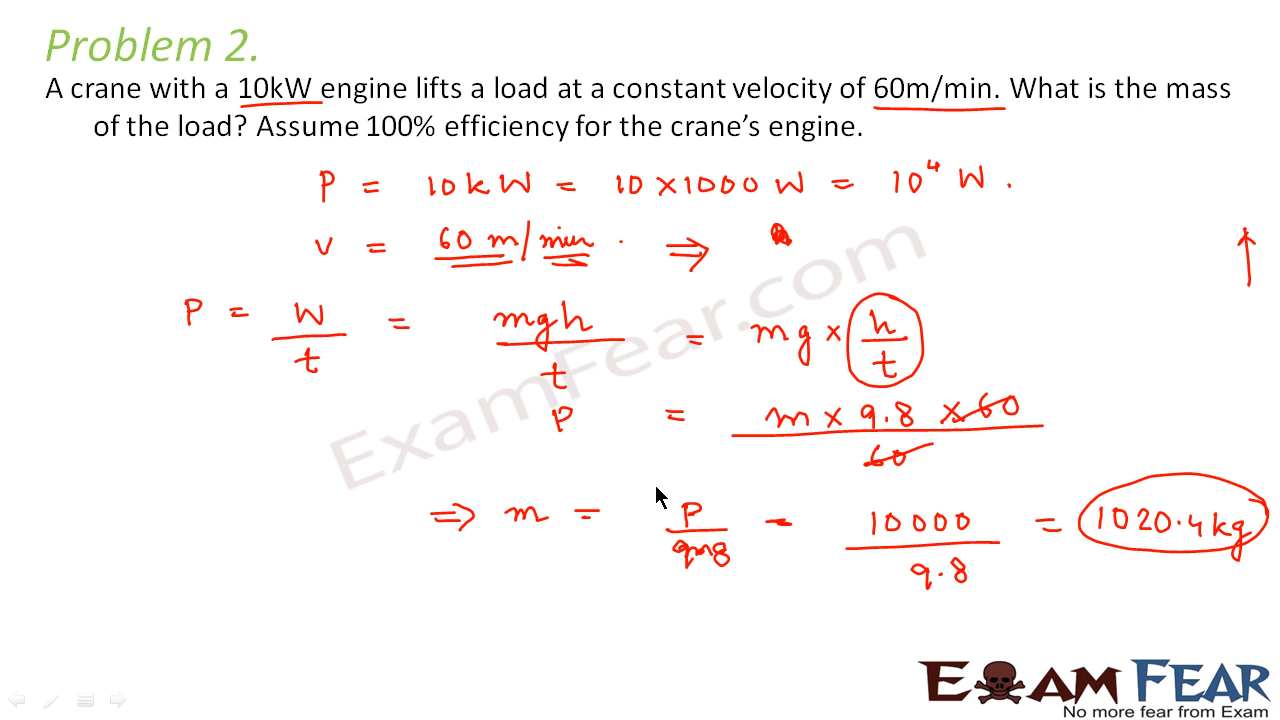 Problem 2.
A crane with a 10kW engine lifts a load at a constant velocity of 60m/min. What is the mass
of the load? Assume 100% efficiency for the crane's engine.
P = 10kW = 10 × 1000 W = 10⁴ W .
v = 60 m/min . ⇒
P = W/t = mgh/t = mg × h/t
P = m × 9.8 × 60 / 60
⇒ m = P/9.8 - 10000/9.8 = 1020.4kg
ExamFear.com
EXAM FEAR
No more fear from Exam